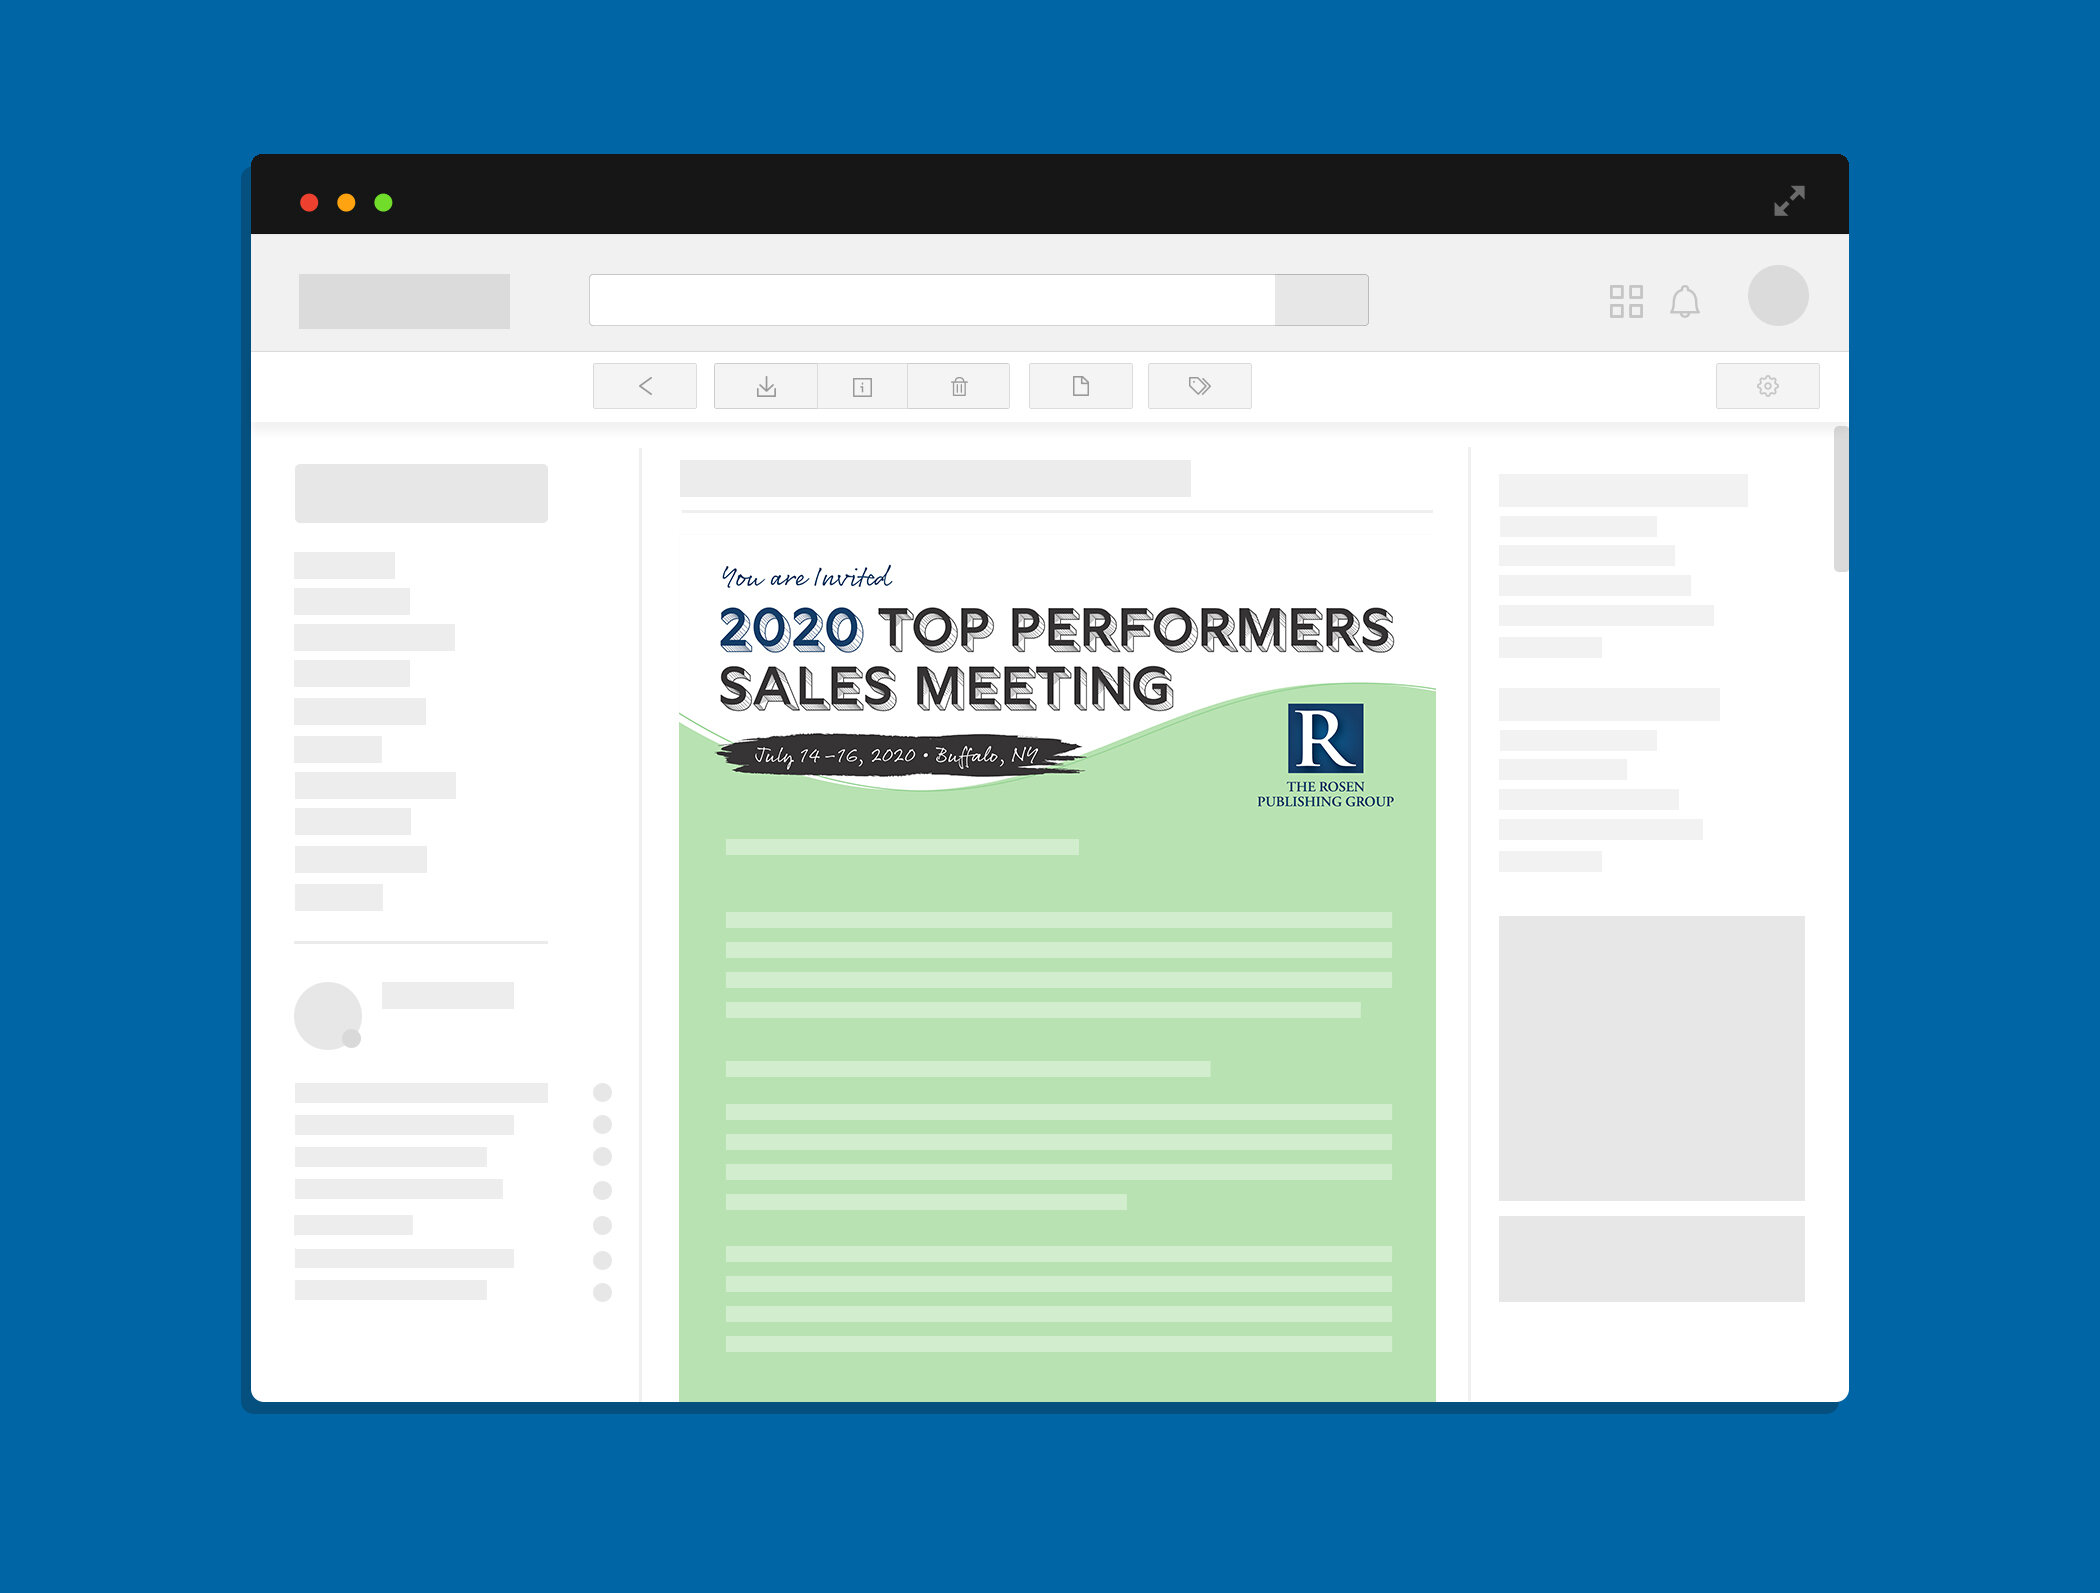 You are Invited
2020 TOP PERFORMERS
SALES MEETING
July 14–16, 2020 • Buffalo, NY
R
THE ROSEN
PUBLISHING GROUP